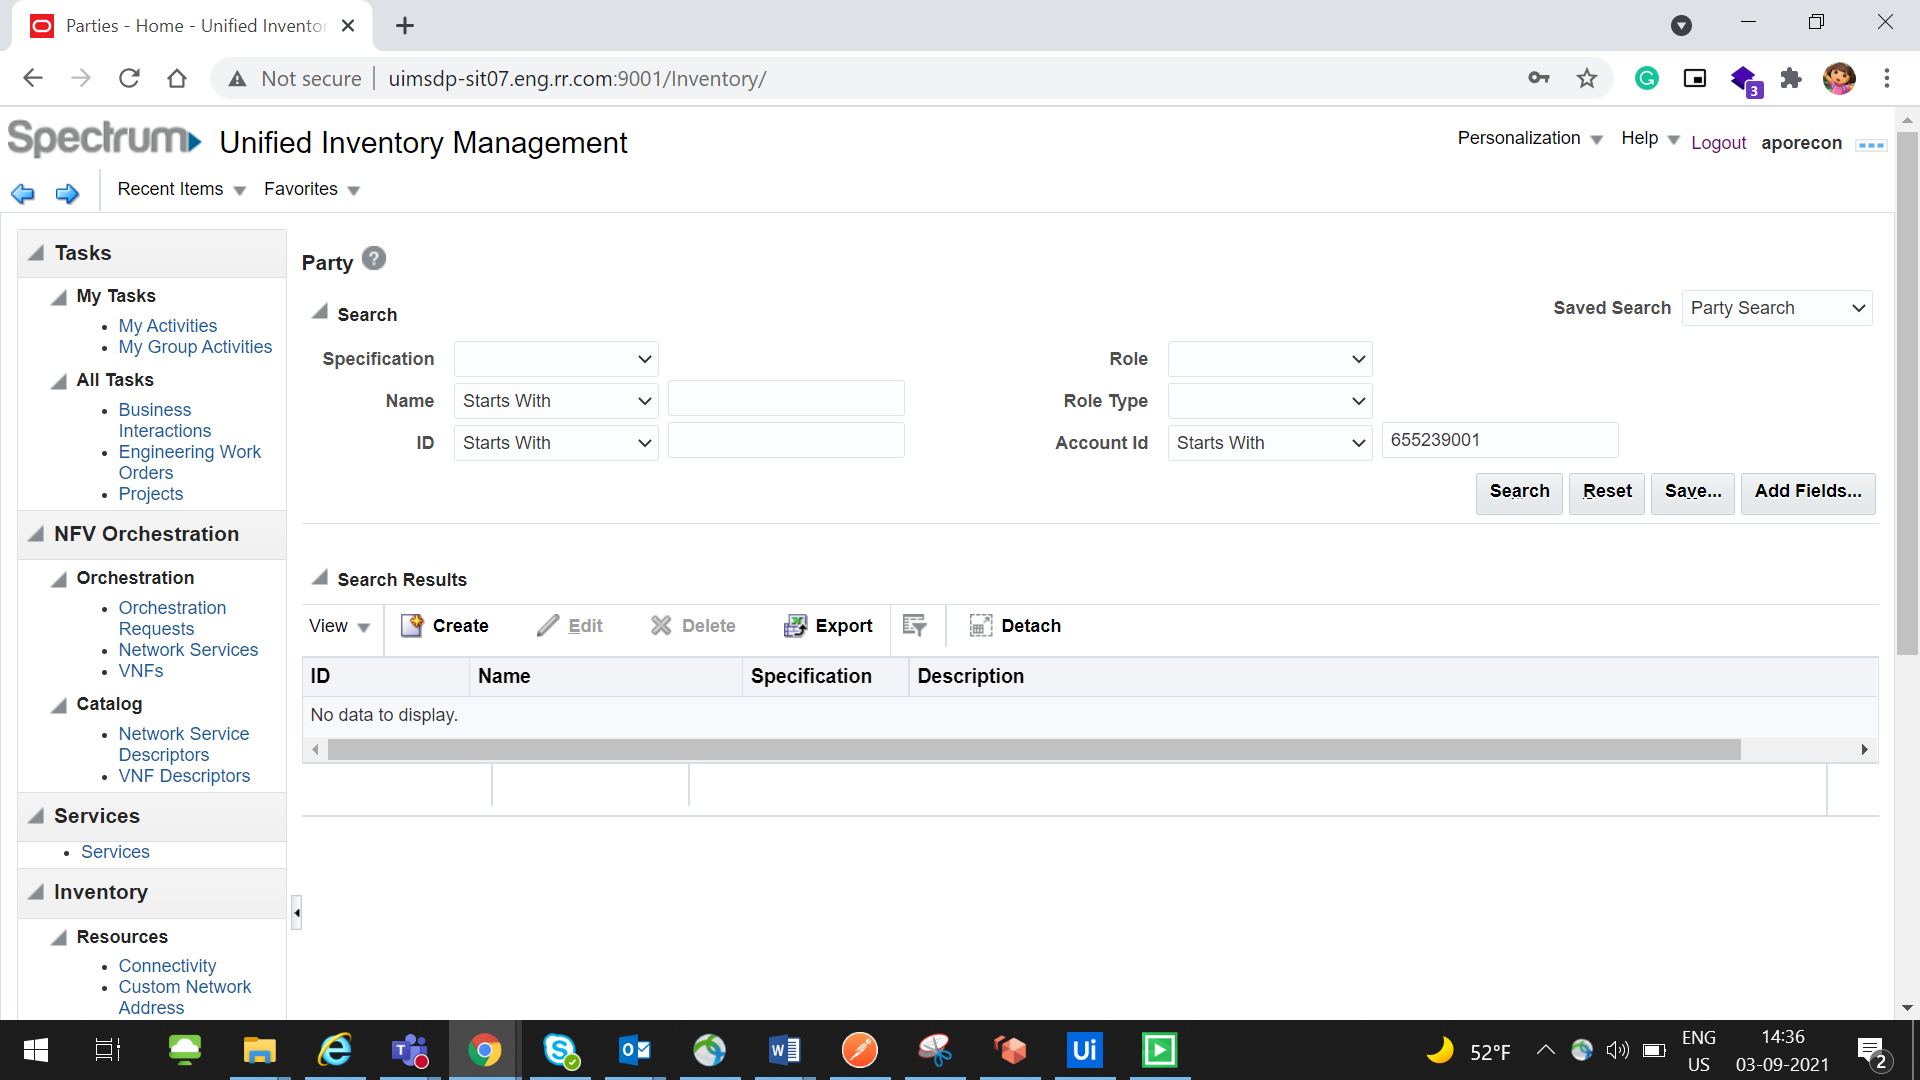 Parties - Home - Unified Inventor
Not secure
uimsdp-sit07.eng.rr.com:9001/Inventory/
3
Spectrum
Unified Inventory Management
Personalization
Help
Logout
aporecon
Recent Items
Favorites
Tasks
My Tasks
My Activities
My Group Activities
All Tasks
Business
Interactions
Engineering Work
Orders
Projects
NFV Orchestration
Orchestration
Orchestration
Requests
Network Services
VNFs
Catalog
Network Service
Descriptors
VNF Descriptors
Services
Services
Inventory
Resources
Connectivity
Custom Network
Address
Party
Search
Saved Search
Party Search
Specification
Role
Name
Starts With
Role Type
ID
Starts With
Account Id
Starts With
655239001
Search
Reset
Save...
Add Fields...
Search Results
View
Create
Edit
Delete
Export
Detach
ID
Name
Specification
Description
No data to display.
Ui
52°F
ENG
US
14:36
03-09-2021
2